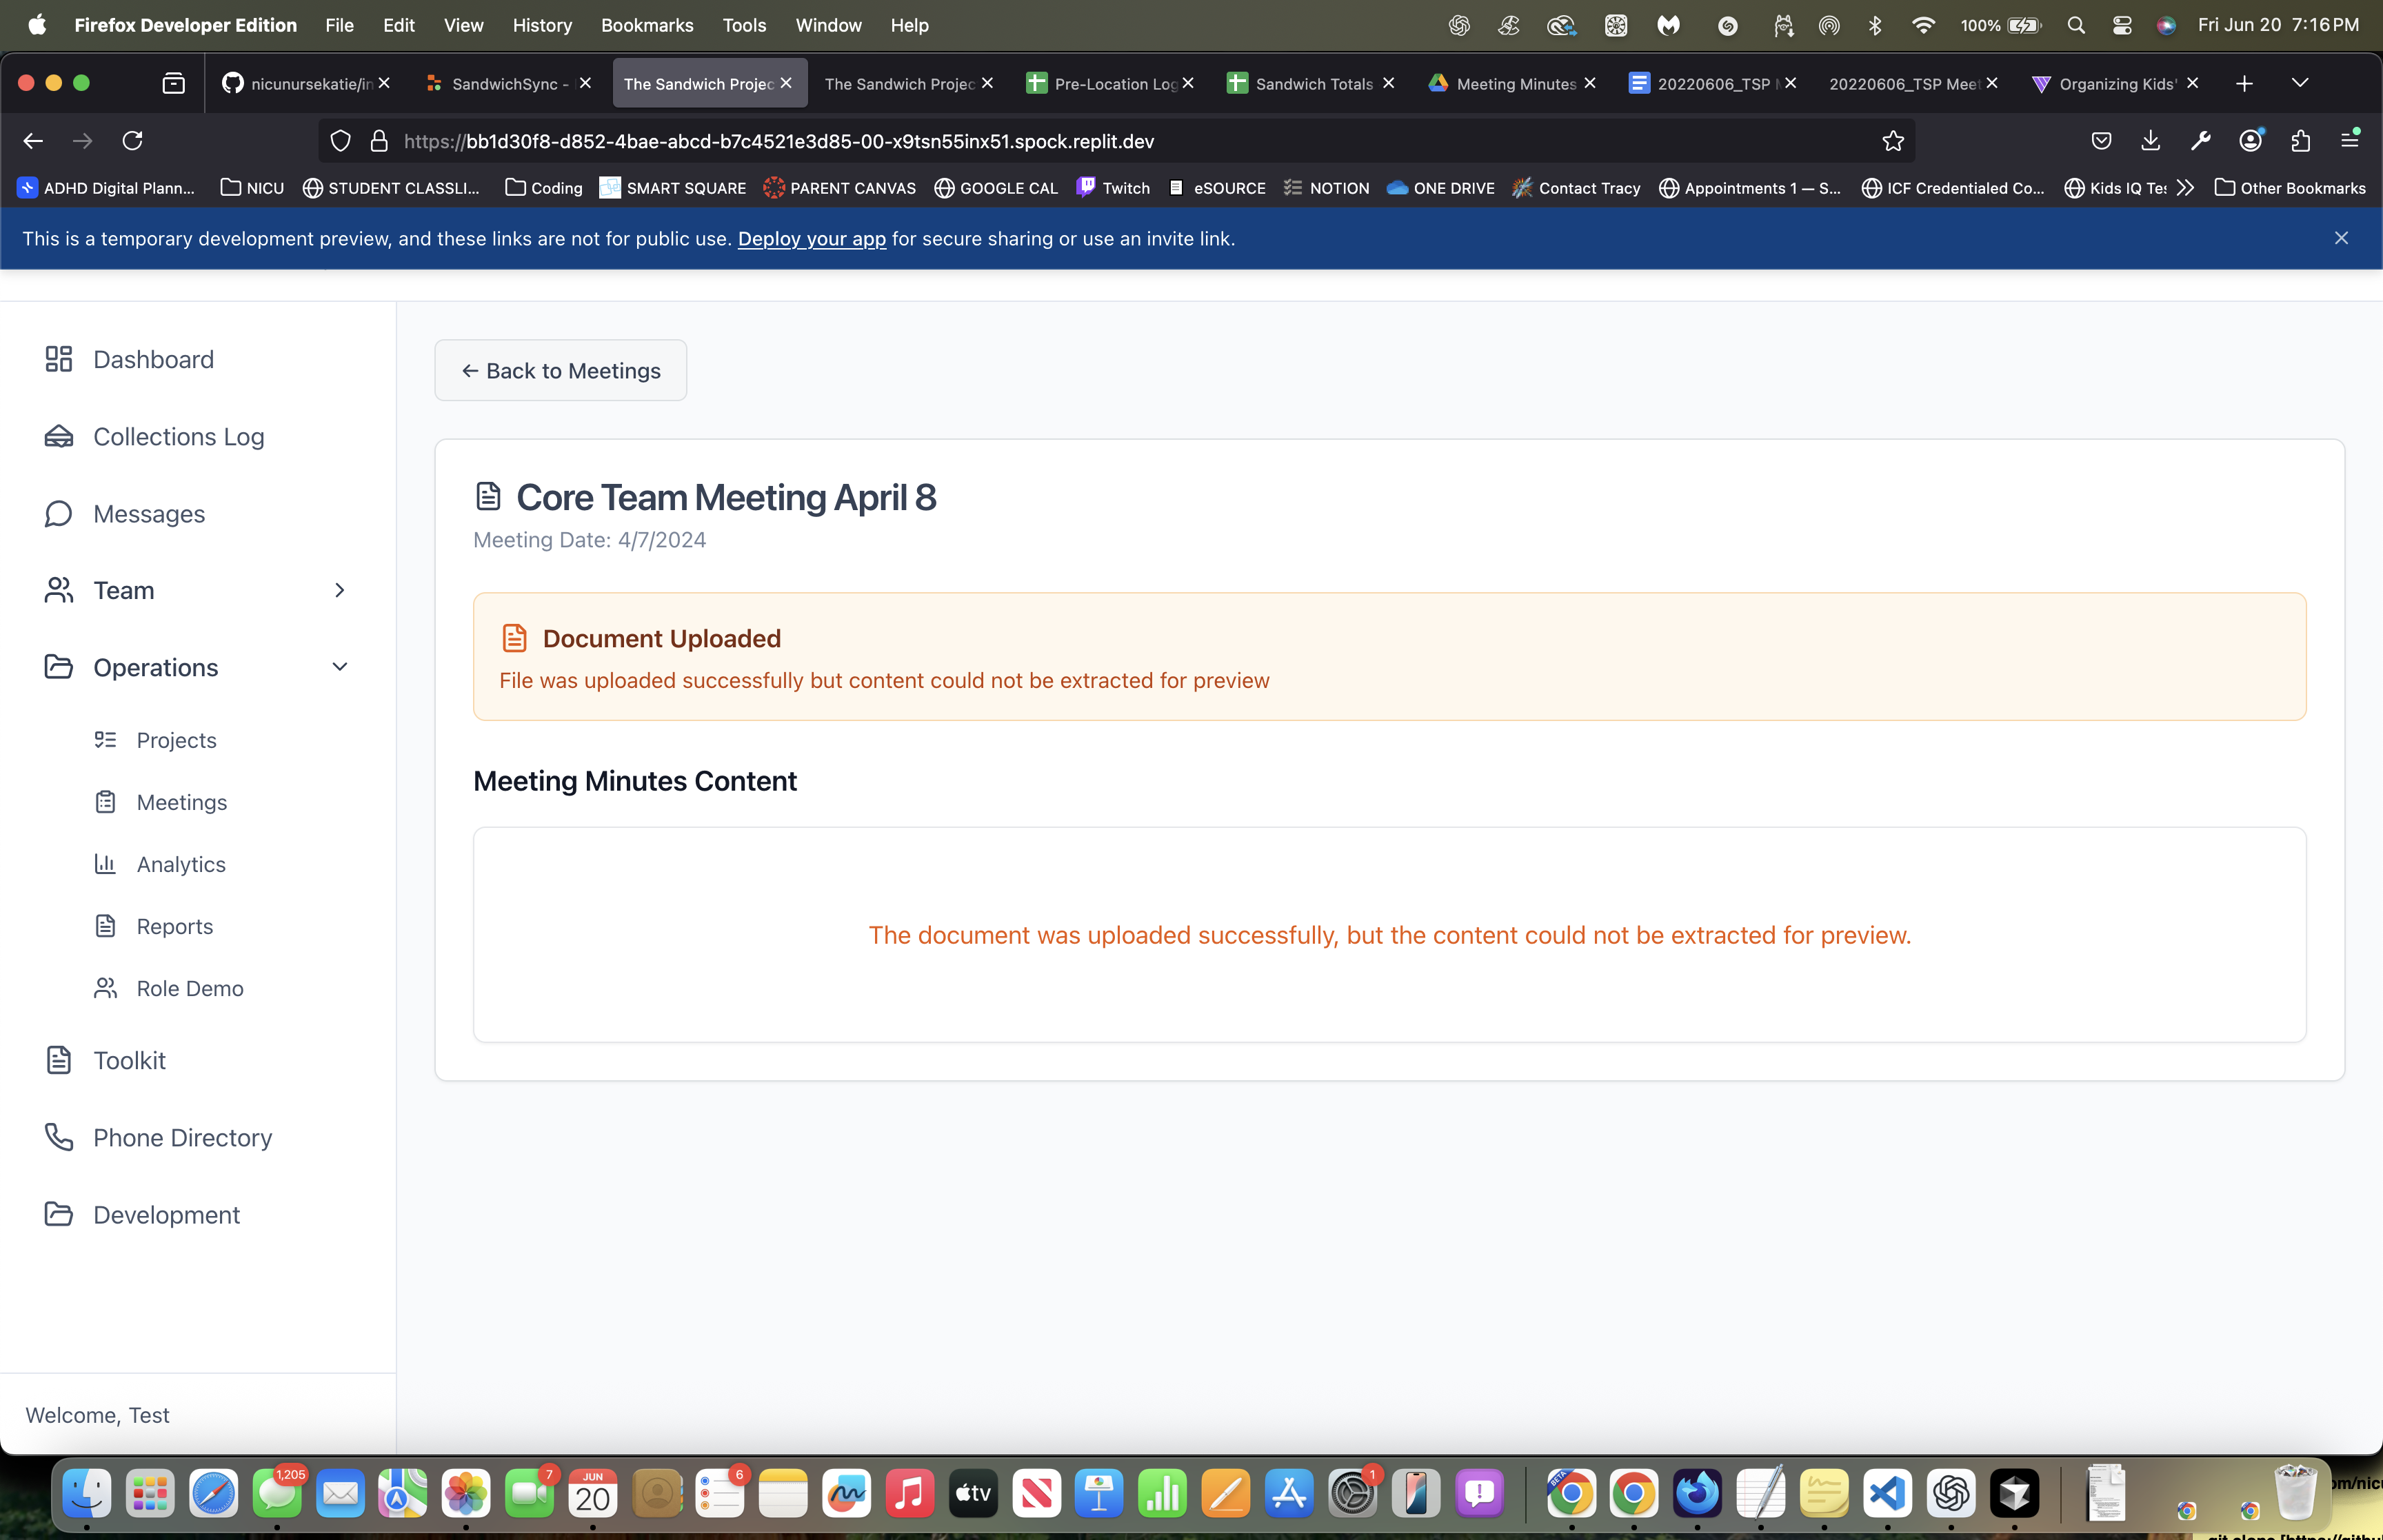 Firefox Developer Edition File Edit View History Bookmarks Tools Window Help 100% Fri Jun 20 7:16 PM
nicunursekatie/in SandwichSync - The Sandwich Projec The Sandwich Projec Pre-Location Log Sandwich Totals Meeting Minutes 20220606_TSP 20220606_TSP Meet Organizing Kids'
https://bb1d30f8-d852-4bae-abcd-b7c4521e3d85-00-x9tsn55inx51.spock.replit.dev
ADHD Digital Plann... NICU STUDENT CLASSLI... Coding SMART SQUARE PARENT CANVAS GOOGLE CAL Twitch eSOURCE NOTION ONE DRIVE Contact Tracy Appointments 1 — S... ICF Credentialed Co... Kids IQ Tes Other Bookmarks
This is a temporary development preview, and these links are not for public use. Deploy your app for secure sharing or use an invite link.
Dashboard
Collections Log
Messages
Team
Operations
Projects
Meetings
Analytics
Reports
Role Demo
Toolkit
Phone Directory
Development
Welcome, Test
← Back to Meetings
Core Team Meeting April 8
Meeting Date: 4/7/2024
Document Uploaded
File was uploaded successfully but content could not be extracted for preview
Meeting Minutes Content
The document was uploaded successfully, but the content could not be extracted for preview.
1,205 7 JUN 20 6 tv 1 BETA
om/nicu